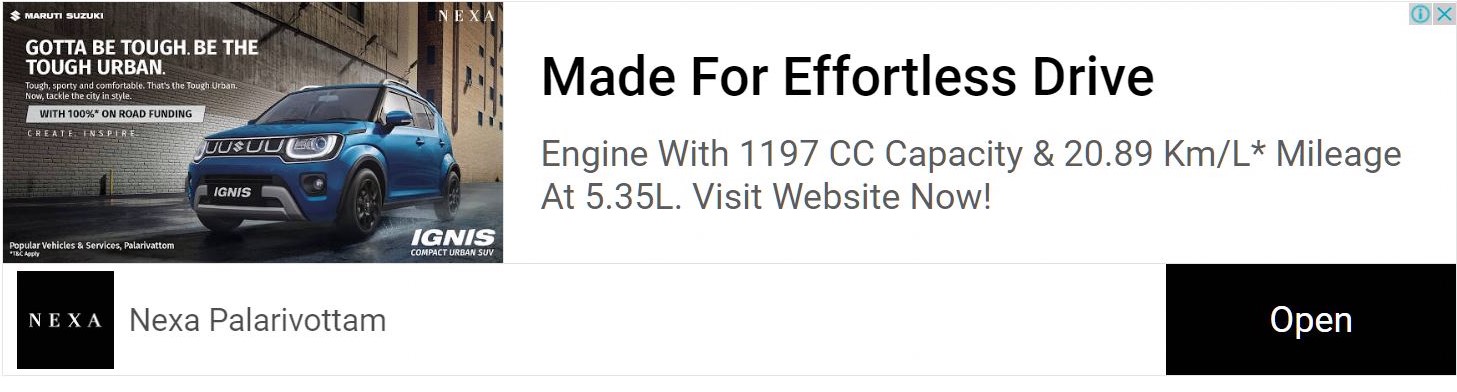 MARUTI SUZUKI
NEXA
GOTTA BE TOUGH. BE THE
TOUGH URBAN.
Tough, sporty and comfortable. That's the Tough Urban.
Now, tackle the city in style.
WITH 100%* ON ROAD FUNDING
CREATE. INSPIRE.
IGNIS
IGNIS
COMPACT URBAN SUV
Popular Vehicles & Services, Palarivattom
*T&C Apply
Made For Effortless Drive
Engine With 1197 CC Capacity & 20.89 Km/L* Mileage
At 5.35L. Visit Website Now!
NEXA
Nexa Palarivottam
Open